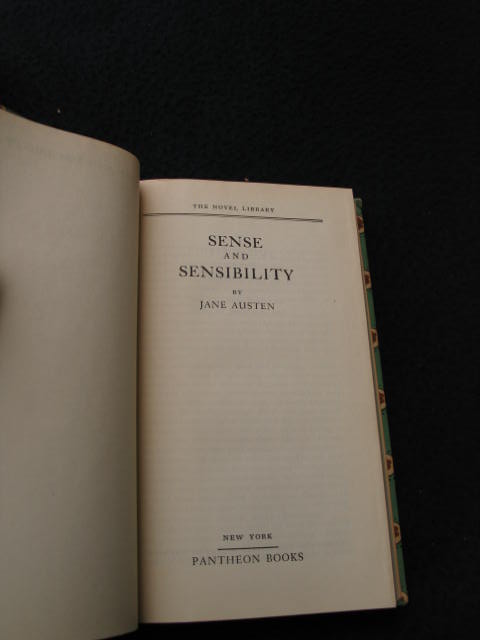 THE NOVEL LIBRARY
SENSE
AND
SENSIBILITY
BY
JANE AUSTEN
NEW YORK
PANTHEON BOOKS